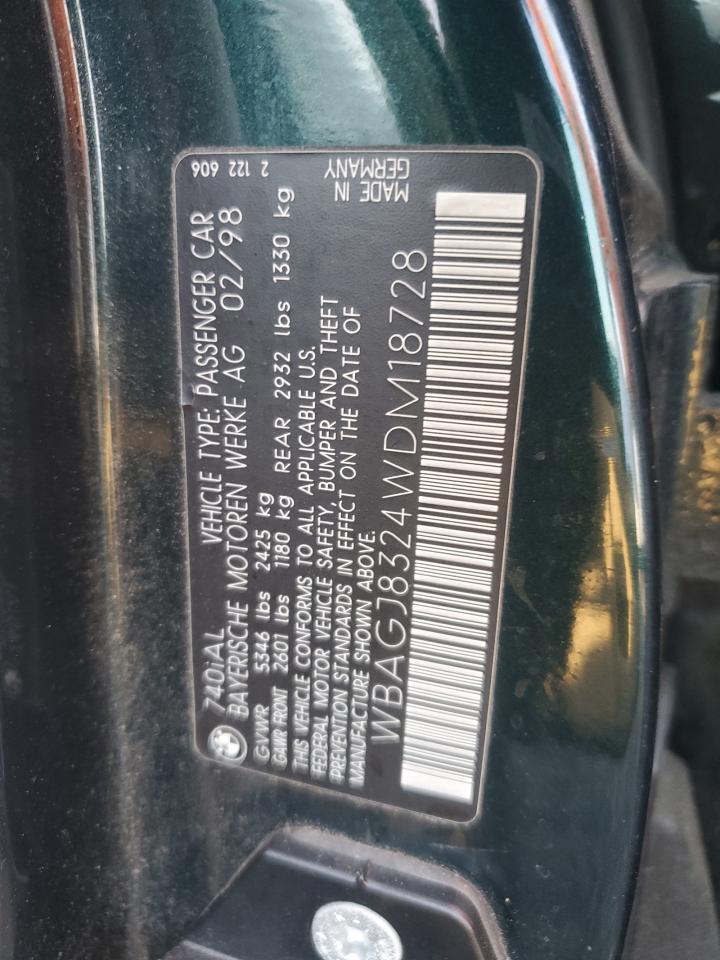 740iAL VEHICLE TYPE: PASSENGER CAR
BAYERISCHE MOTOREN WERKE AG 02/98
GVWR 5346 lbs 2425 kg
GAWR FRONT 2601 lbs 1180 kg REAR 2932 lbs 1330 kg
THIS VEHICLE CONFORMS TO ALL APPLICABLE U.S.
FEDERAL MOTOR VEHICLE SAFETY, BUMPER AND THEFT
PREVENTION STANDARDS IN EFFECT ON THE DATE OF
MANUFACTURE SHOWN ABOVE.
WBAGJ8324WDM18728
2 122 606
MADE IN
GERMANY